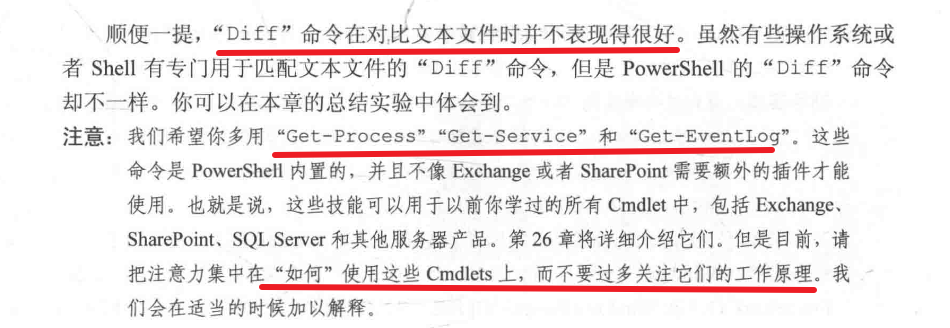 顺便一提，“Diff”命令在对比文本文件时并不表现得很好。虽然有些操作系统或
者 Shell 有专门用于匹配文本文件的“Diff”命令，但是 PowerShell 的“Diff”命令
却不一样。你可以在本章的总结实验中体会到。
注意：我们希望你多用“Get-Process”“Get-Service”和“Get-EventLog”。这些
命令是 PowerShell 内置的，并且不像 Exchange 或者 SharePoint 需要额外的插件才能
使用。也就是说，这些技能可以用于以前你学过的所有 Cmdlet 中，包括 Exchange、
SharePoint、SQL Server 和其他服务器产品。第 26 章将详细介绍它们。但是目前，请
把注意力集中在“如何”使用这些 Cmdlets 上，而不要过多关注它们的工作原理。我
们会在适当的时候加以解释。